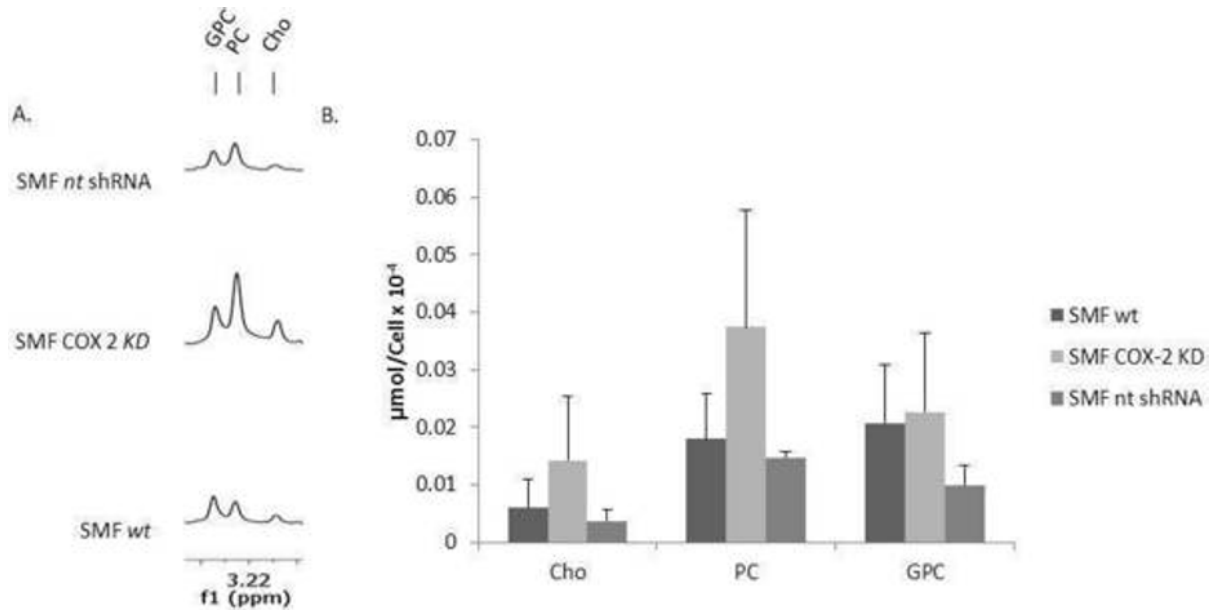 GPC PC Cho
A.
SMF nt shRNA
SMF COX 2 KD
SMF wt
3.22
f1 (ppm)
B.
µmol/Cell x 10⁻⁴
0.07
0.06
0.05
0.04
0.03
0.02
0.01
0
Cho PC GPC
SMF wt
SMF COX-2 KD
SMF nt shRNA